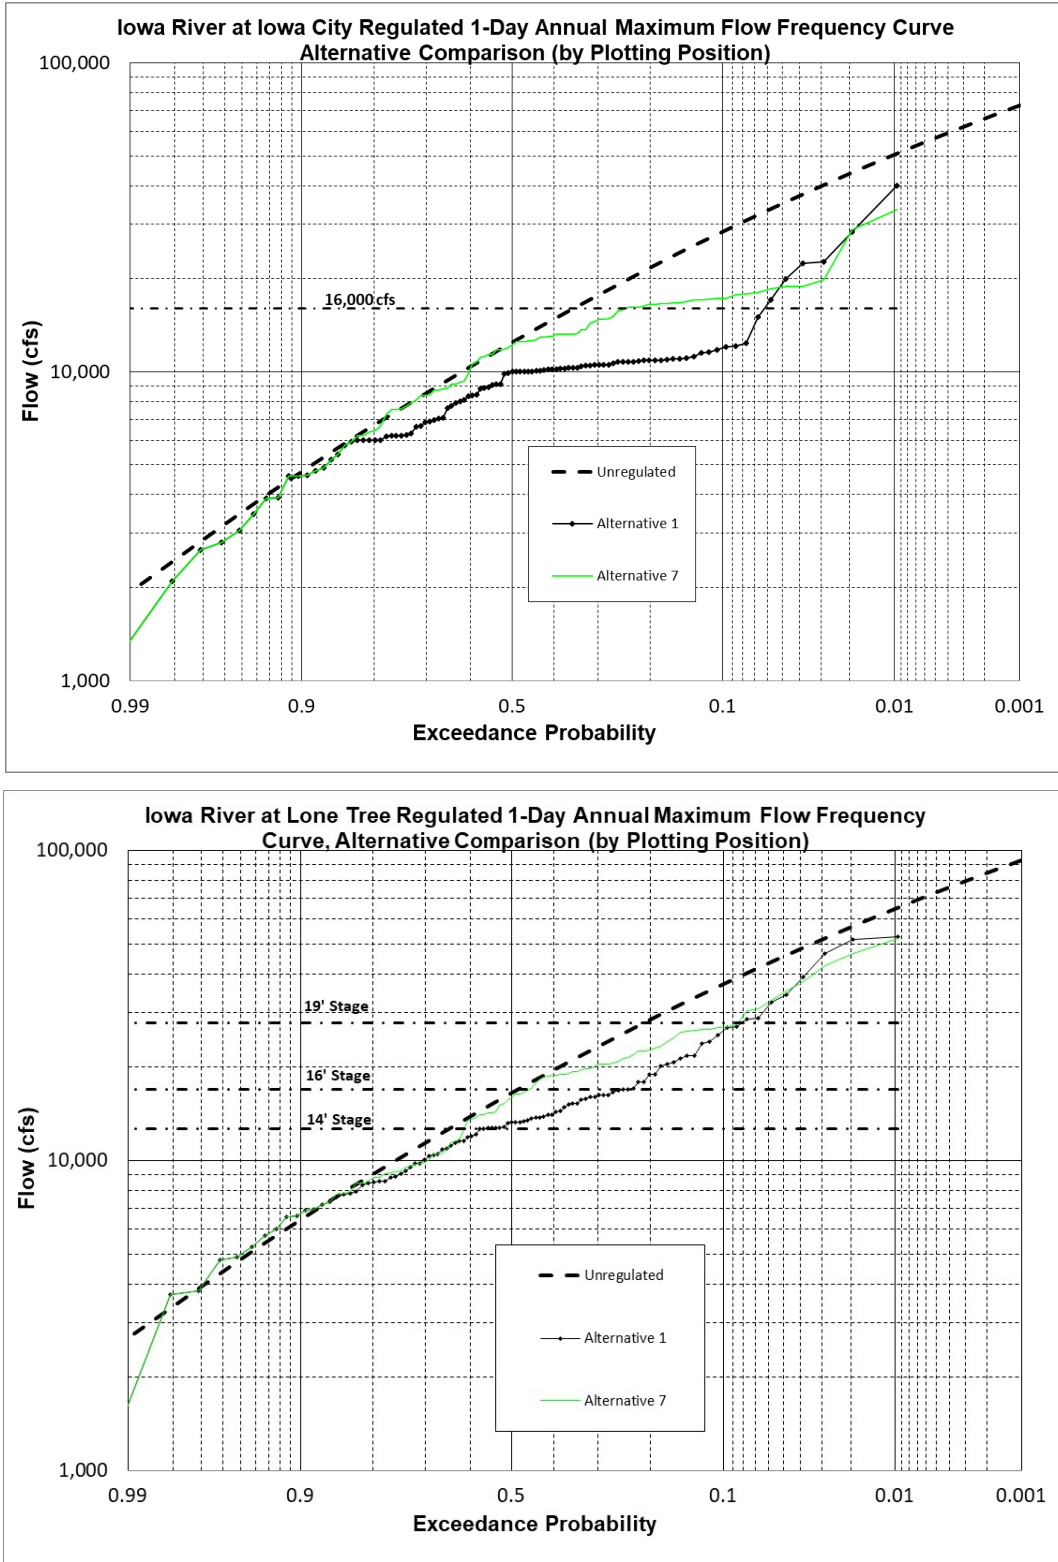 Iowa River at Iowa City Regulated 1-Day Annual Maximum Flow Frequency Curve
Alternative Comparison (by Plotting Position)
100,000
16,000 cfs
10,000
Flow (cfs)
Unregulated
Alternative 1
Alternative 7
1,000
0.99 0.9 0.5 0.1 0.01 0.001
Exceedance Probability
Iowa River at Lone Tree Regulated 1-Day Annual Maximum Flow Frequency
Curve, Alternative Comparison (by Plotting Position)
100,000
19' Stage
16' Stage
14' Stage
10,000
Flow (cfs)
Unregulated
Alternative 1
Alternative 7
1,000
0.99 0.9 0.5 0.1 0.01 0.001
Exceedance Probability